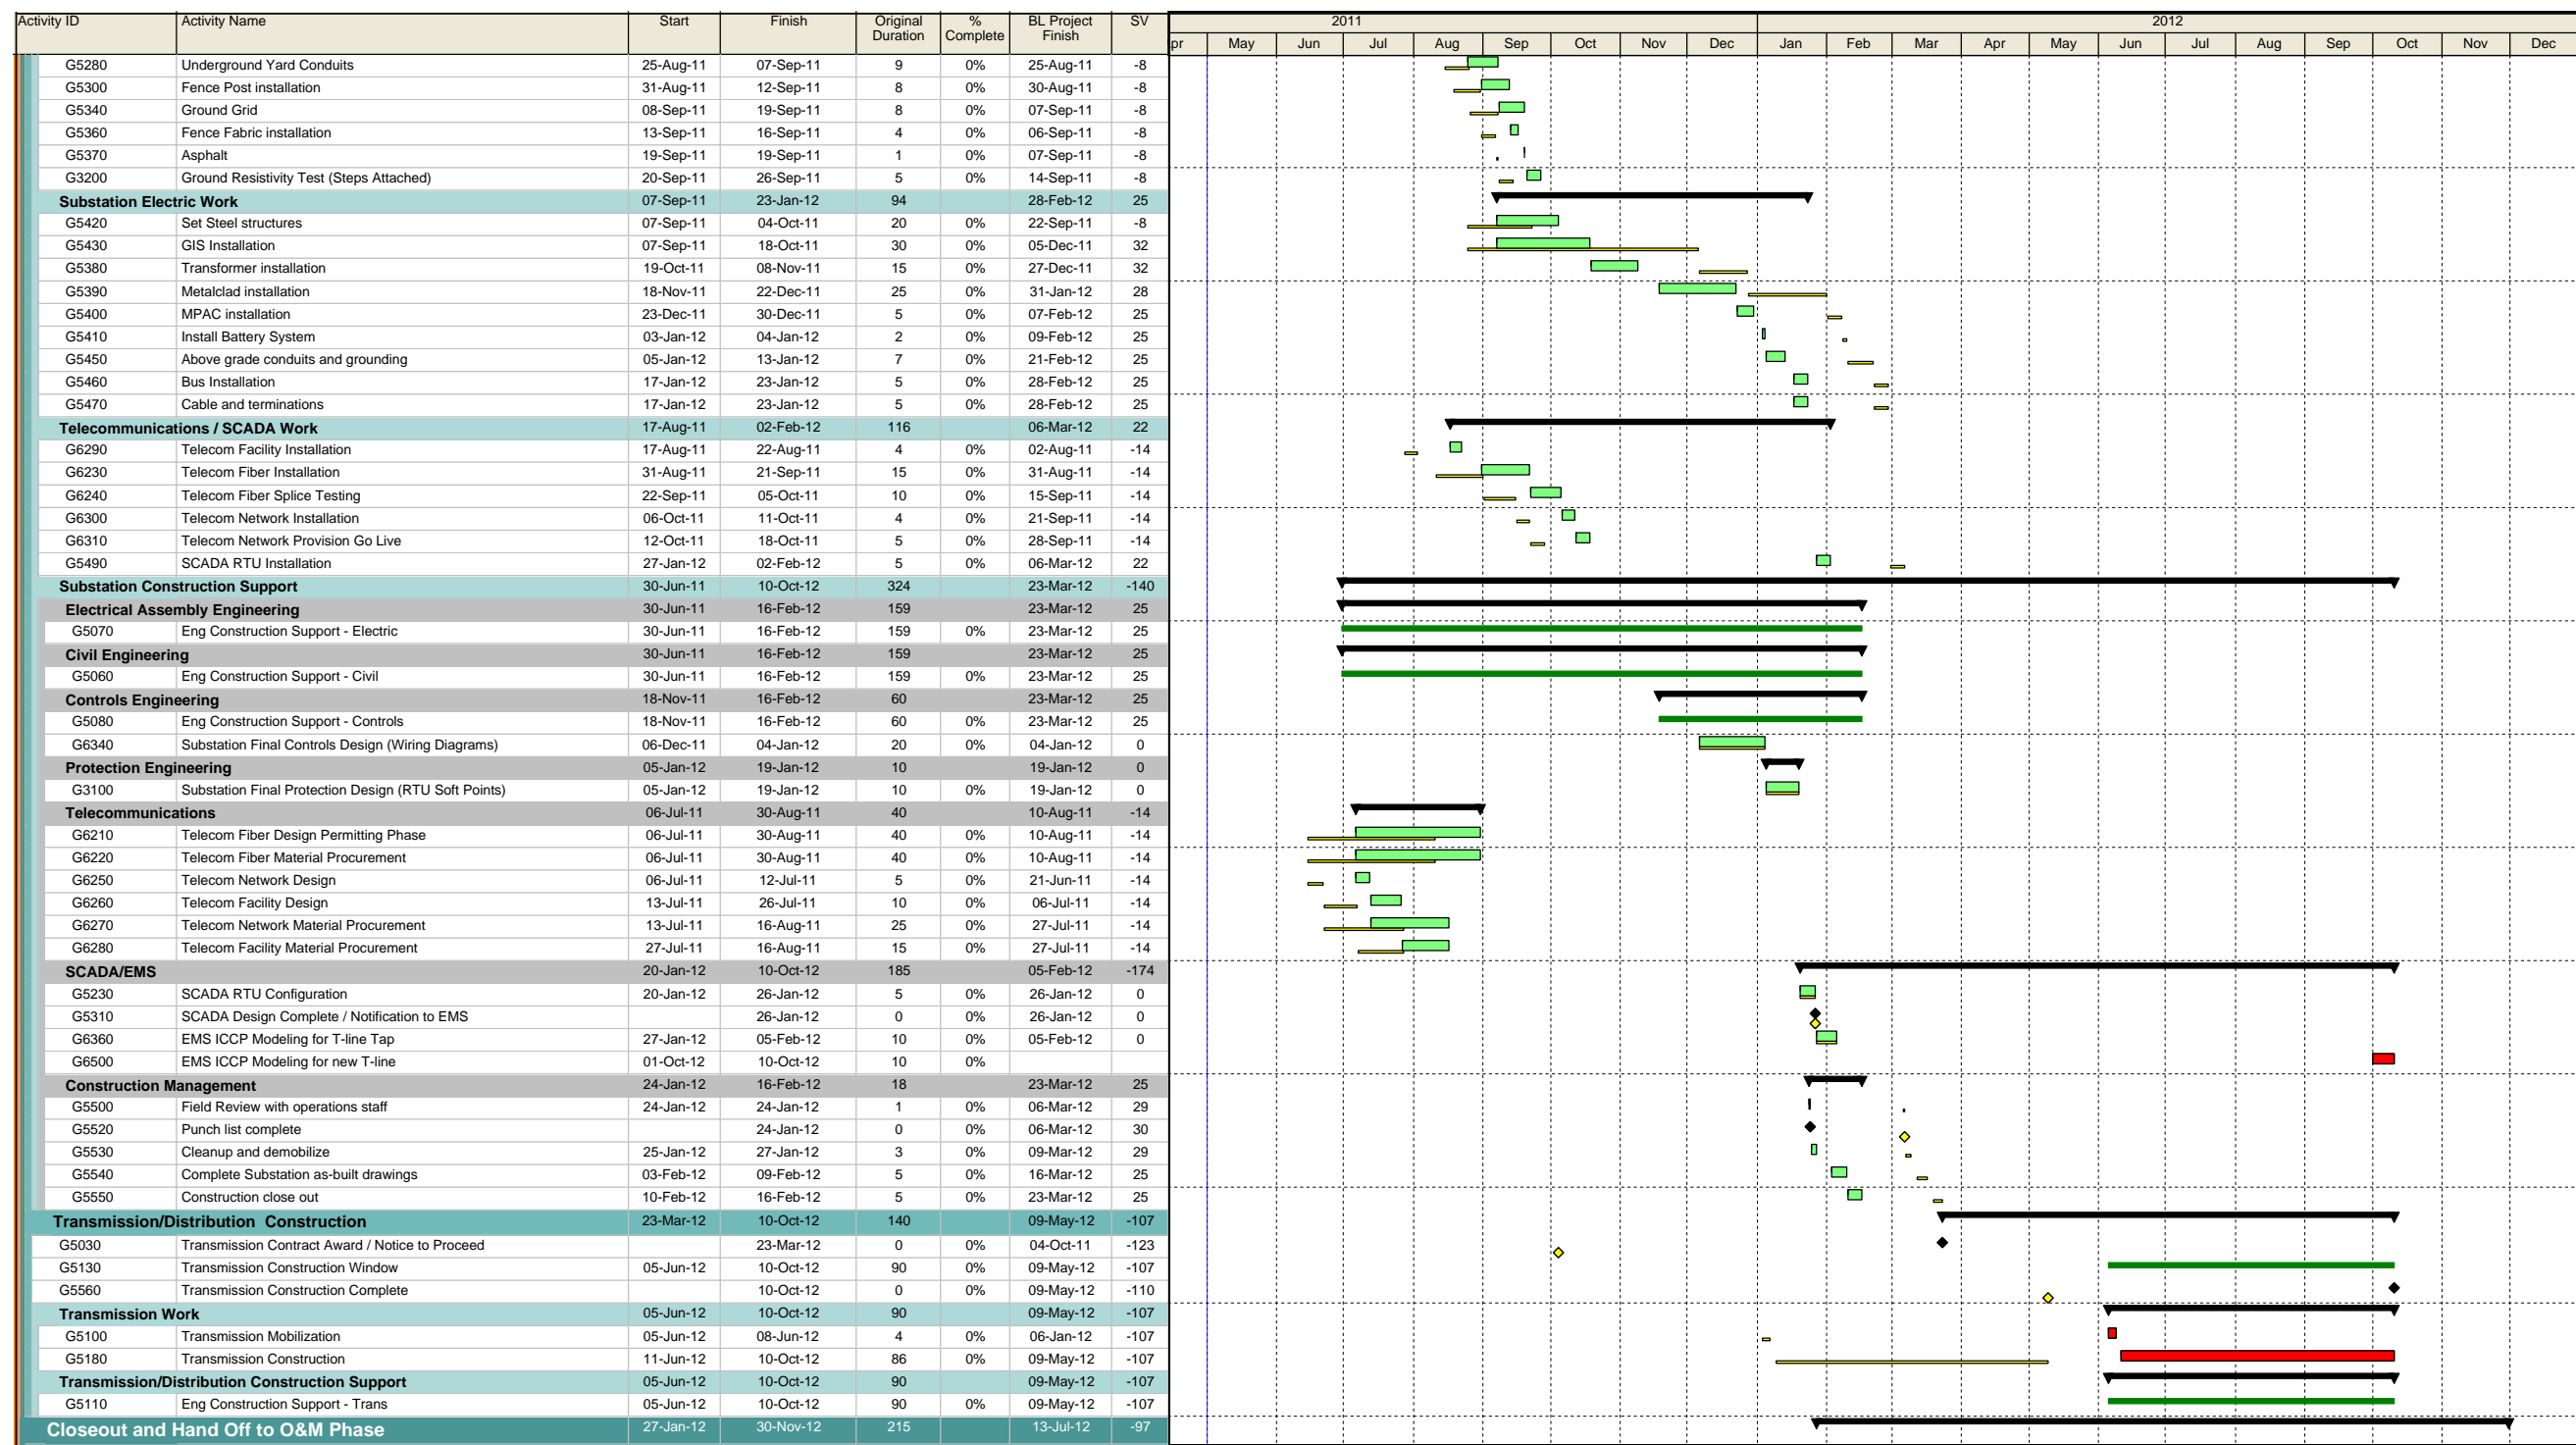 Activity ID Activity Name Start Finish Original Duration % Complete BL Project Finish SV 2011 2012
pr May Jun Jul Aug Sep Oct Nov Dec Jan Feb Mar Apr May Jun Jul Aug Sep Oct Nov Dec
G5280 Underground Yard Conduits 25-Aug-11 07-Sep-11 9 0% 25-Aug-11 -8
G5300 Fence Post installation 31-Aug-11 12-Sep-11 8 0% 30-Aug-11 -8
G5340 Ground Grid 08-Sep-11 19-Sep-11 8 0% 07-Sep-11 -8
G5360 Fence Fabric installation 13-Sep-11 16-Sep-11 4 0% 06-Sep-11 -8
G5370 Asphalt 19-Sep-11 19-Sep-11 1 0% 07-Sep-11 -8
G3200 Ground Resistivity Test (Steps Attached) 20-Sep-11 26-Sep-11 5 0% 14-Sep-11 -8
Substation Electric Work 07-Sep-11 23-Jan-12 94 28-Feb-12 25
G5420 Set Steel structures 07-Sep-11 04-Oct-11 20 0% 22-Sep-11 -8
G5430 GIS Installation 07-Sep-11 18-Oct-11 30 0% 05-Dec-11 32
G5380 Transformer installation 19-Oct-11 08-Nov-11 15 0% 27-Dec-11 32
G5390 Metalclad installation 18-Nov-11 22-Dec-11 25 0% 31-Jan-12 28
G5400 MPAC installation 23-Dec-11 30-Dec-11 5 0% 07-Feb-12 25
G5410 Install Battery System 03-Jan-12 04-Jan-12 2 0% 09-Feb-12 25
G5450 Above grade conduits and grounding 05-Jan-12 13-Jan-12 7 0% 21-Feb-12 25
G5460 Bus Installation 17-Jan-12 23-Jan-12 5 0% 28-Feb-12 25
G5470 Cable and terminations 17-Jan-12 23-Jan-12 5 0% 28-Feb-12 25
Telecommunications / SCADA Work 17-Aug-11 02-Feb-12 116 06-Mar-12 22
G6290 Telecom Facility Installation 17-Aug-11 22-Aug-11 4 0% 02-Aug-11 -14
G6230 Telecom Fiber Installation 31-Aug-11 21-Sep-11 15 0% 31-Aug-11 -14
G6240 Telecom Fiber Splice Testing 22-Sep-11 05-Oct-11 10 0% 15-Sep-11 -14
G6300 Telecom Network Installation 06-Oct-11 11-Oct-11 4 0% 21-Sep-11 -14
G6310 Telecom Network Provision Go Live 12-Oct-11 18-Oct-11 5 0% 28-Sep-11 -14
G5490 SCADA RTU Installation 27-Jan-12 02-Feb-12 5 0% 06-Mar-12 22
Substation Construction Support 30-Jun-11 10-Oct-12 324 23-Mar-12 -140
Electrical Assembly Engineering 30-Jun-11 16-Feb-12 159 23-Mar-12 25
G5070 Eng Construction Support - Electric 30-Jun-11 16-Feb-12 159 0% 23-Mar-12 25
Civil Engineering 30-Jun-11 16-Feb-12 159 23-Mar-12 25
G5060 Eng Construction Support - Civil 30-Jun-11 16-Feb-12 159 0% 23-Mar-12 25
Controls Engineering 18-Nov-11 16-Feb-12 60 23-Mar-12 25
G5080 Eng Construction Support - Controls 18-Nov-11 16-Feb-12 60 0% 23-Mar-12 25
G6340 Substation Final Controls Design (Wiring Diagrams) 06-Dec-11 04-Jan-12 20 0% 04-Jan-12 0
Protection Engineering 05-Jan-12 19-Jan-12 10 19-Jan-12 0
G3100 Substation Final Protection Design (RTU Soft Points) 05-Jan-12 19-Jan-12 10 0% 19-Jan-12 0
Telecommunications 06-Jul-11 30-Aug-11 40 10-Aug-11 -14
G6210 Telecom Fiber Design Permitting Phase 06-Jul-11 30-Aug-11 40 0% 10-Aug-11 -14
G6220 Telecom Fiber Material Procurement 06-Jul-11 30-Aug-11 40 0% 10-Aug-11 -14
G6250 Telecom Network Design 06-Jul-11 12-Jul-11 5 0% 21-Jun-11 -14
G6260 Telecom Facility Design 13-Jul-11 26-Jul-11 10 0% 06-Jul-11 -14
G6270 Telecom Network Material Procurement 13-Jul-11 16-Aug-11 25 0% 27-Jul-11 -14
G6280 Telecom Facility Material Procurement 27-Jul-11 16-Aug-11 15 0% 27-Jul-11 -14
SCADA/EMS 20-Jan-12 10-Oct-12 185 05-Feb-12 -174
G5230 SCADA RTU Configuration 20-Jan-12 26-Jan-12 5 0% 26-Jan-12 0
G5310 SCADA Design Complete / Notification to EMS 26-Jan-12 0 0% 26-Jan-12 0
G6360 EMS ICCP Modeling for T-line Tap 27-Jan-12 05-Feb-12 10 0% 05-Feb-12 0
G6500 EMS ICCP Modeling for new T-line 01-Oct-12 10-Oct-12 10 0%
Construction Management 24-Jan-12 16-Feb-12 18 23-Mar-12 25
G5500 Field Review with operations staff 24-Jan-12 24-Jan-12 1 0% 06-Mar-12 29
G5520 Punch list complete 24-Jan-12 0 0% 06-Mar-12 30
G5530 Cleanup and demobilize 25-Jan-12 27-Jan-12 3 0% 09-Mar-12 29
G5540 Complete Substation as-built drawings 03-Feb-12 09-Feb-12 5 0% 16-Mar-12 25
G5550 Construction close out 10-Feb-12 16-Feb-12 5 0% 23-Mar-12 25
Transmission/Distribution Construction 23-Mar-12 10-Oct-12 140 09-May-12 -107
G5030 Transmission Contract Award / Notice to Proceed 23-Mar-12 0 0% 04-Oct-11 -123
G5130 Transmission Construction Window 05-Jun-12 10-Oct-12 90 0% 09-May-12 -107
G5560 Transmission Construction Complete 10-Oct-12 0 0% 09-May-12 -110
Transmission Work 05-Jun-12 10-Oct-12 90 09-May-12 -107
G5100 Transmission Mobilization 05-Jun-12 08-Jun-12 4 0% 06-Jan-12 -107
G5180 Transmission Construction 11-Jun-12 10-Oct-12 86 0% 09-May-12 -107
Transmission/Distribution Construction Support 05-Jun-12 10-Oct-12 90 09-May-12 -107
G5110 Eng Construction Support - Trans 05-Jun-12 10-Oct-12 90 0% 09-May-12 -107
Closeout and Hand Off to O&M Phase 27-Jan-12 30-Nov-12 215 13-Jul-12 -97